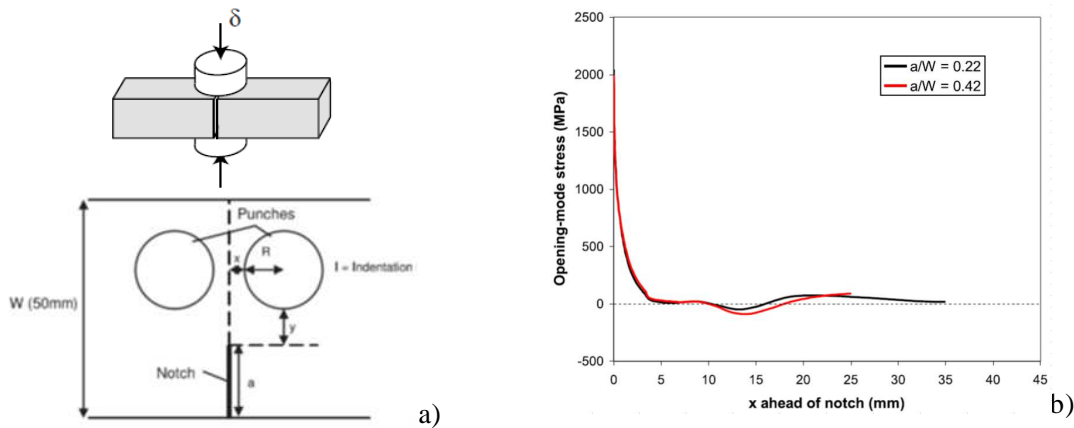 δ
Punches
x
R
I = Indentation
W (50mm)
y
Notch
a
a)
2500
2000
1500
1000
500
0
-500
Opening-mode stress (MPa)
a/W = 0.22
a/W = 0.42
0 5 10 15 20 25 30 35 40 45
x ahead of notch (mm)
b)